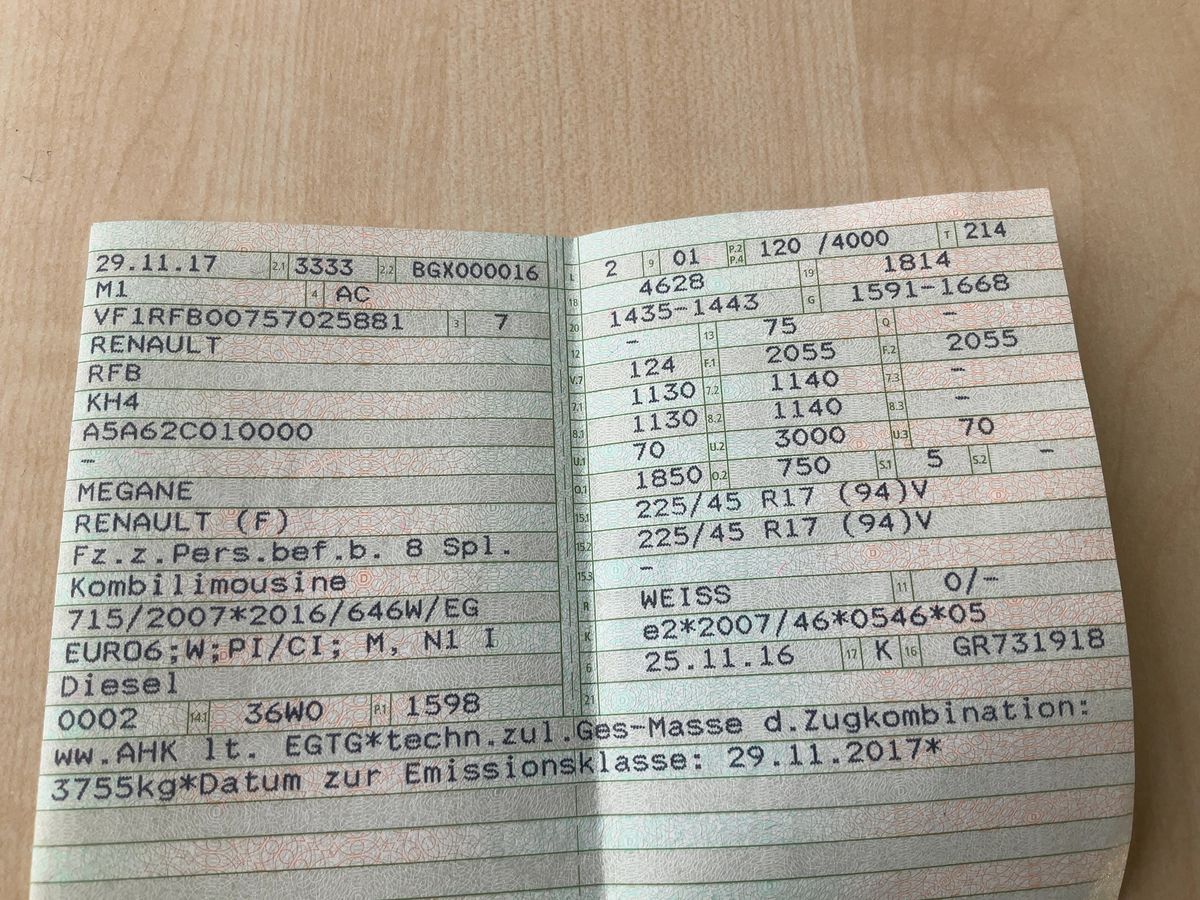 29.11.17 2.1 3333 2.2 BGX000016
M1 4 AC
VF1RFB00757025881 3 7
RENAULT
RFB
KH4
A5A62C010000
–
MEGANE
RENAULT (F)
Fz.z.Pers.bef.b. 8 Spl.
Kombilimousine
715/2007*2016/646W/EG
EURO6;W;PI/CI; M, N1 I
Diesel
0002 14.1 36W0 P.1 1598
L 2 9 01 P.2 P.4 120 /4000 T 214
18 4628 19 1814
20 1435-1443 G 1591-1668
12 – 13 75 Q –
V.7 124 F.1 2055 F.2 2055
7.1 1130 7.2 1140 7.3 –
8.1 1130 8.2 1140 8.3 –
U.1 70 U.2 3000 U.3 70
O.1 1850 O.2 750 S.1 5 S.2 –
15.1 225/45 R17 (94)V
15.2 225/45 R17 (94)V
15.3 –
R WEISS 11 0/-
K e2*2007/46*0546*05
6 25.11.16 17 K 16 GR731918
21
ww.AHK lt. EGTG*techn.zul.Ges-Masse d.Zugkombination:
3755kg*Datum zur Emissionsklasse: 29.11.2017*